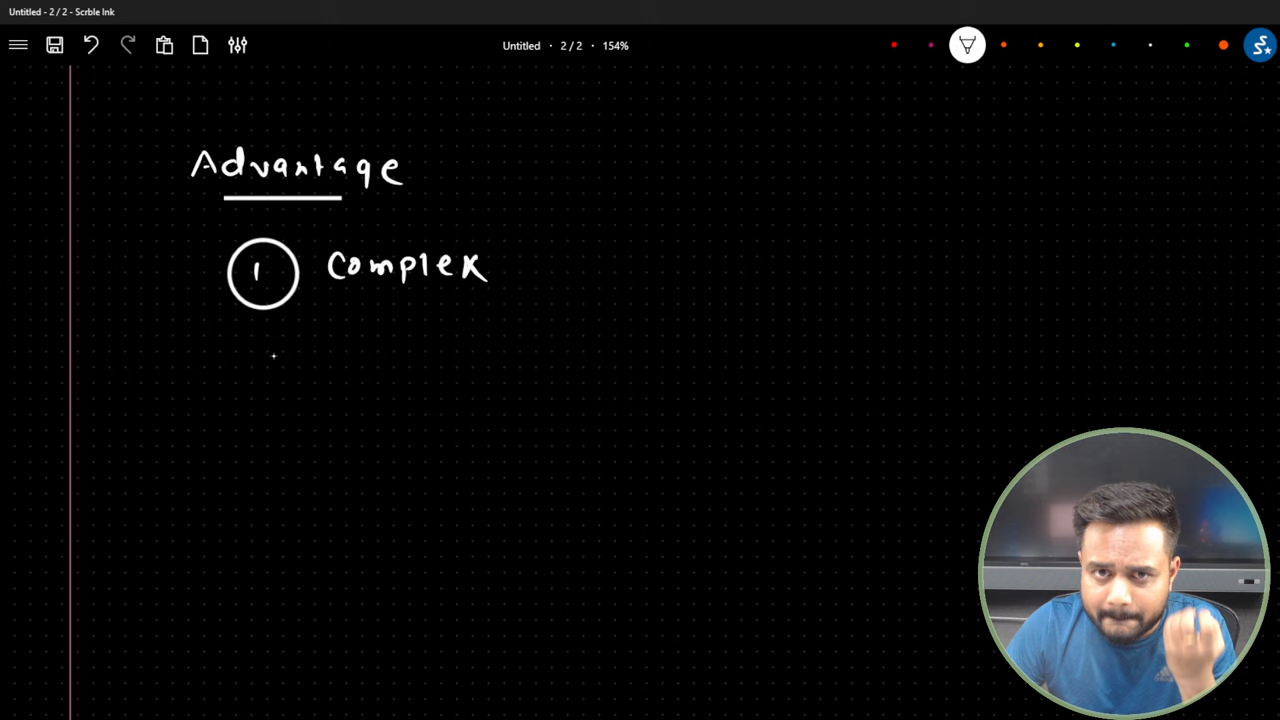 Untitled - 2 / 2 - Scrble Ink
Untitled • 2 / 2 • 154%
Advantage
1 Complex